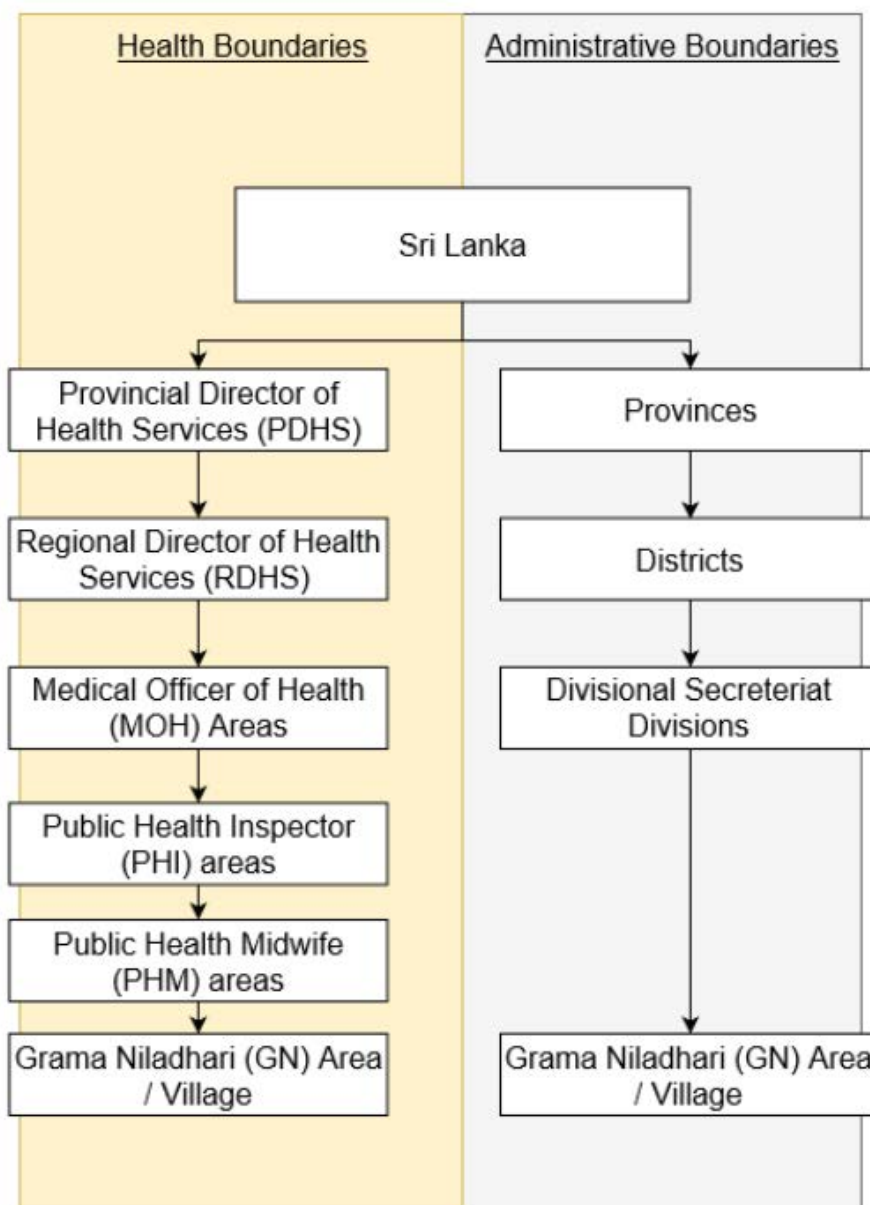 Health Boundaries
Administrative Boundaries
Sri Lanka
Provincial Director of
Health Services (PDHS)
Provinces
Regional Director of Health
Services (RDHS)
Districts
Medical Officer of Health
(MOH) Areas
Divisional Secreteriat
Divisions
Public Health Inspector
(PHI) areas
Public Health Midwife
(PHM) areas
Grama Niladhari (GN) Area
/ Village
Grama Niladhari (GN) Area
/ Village